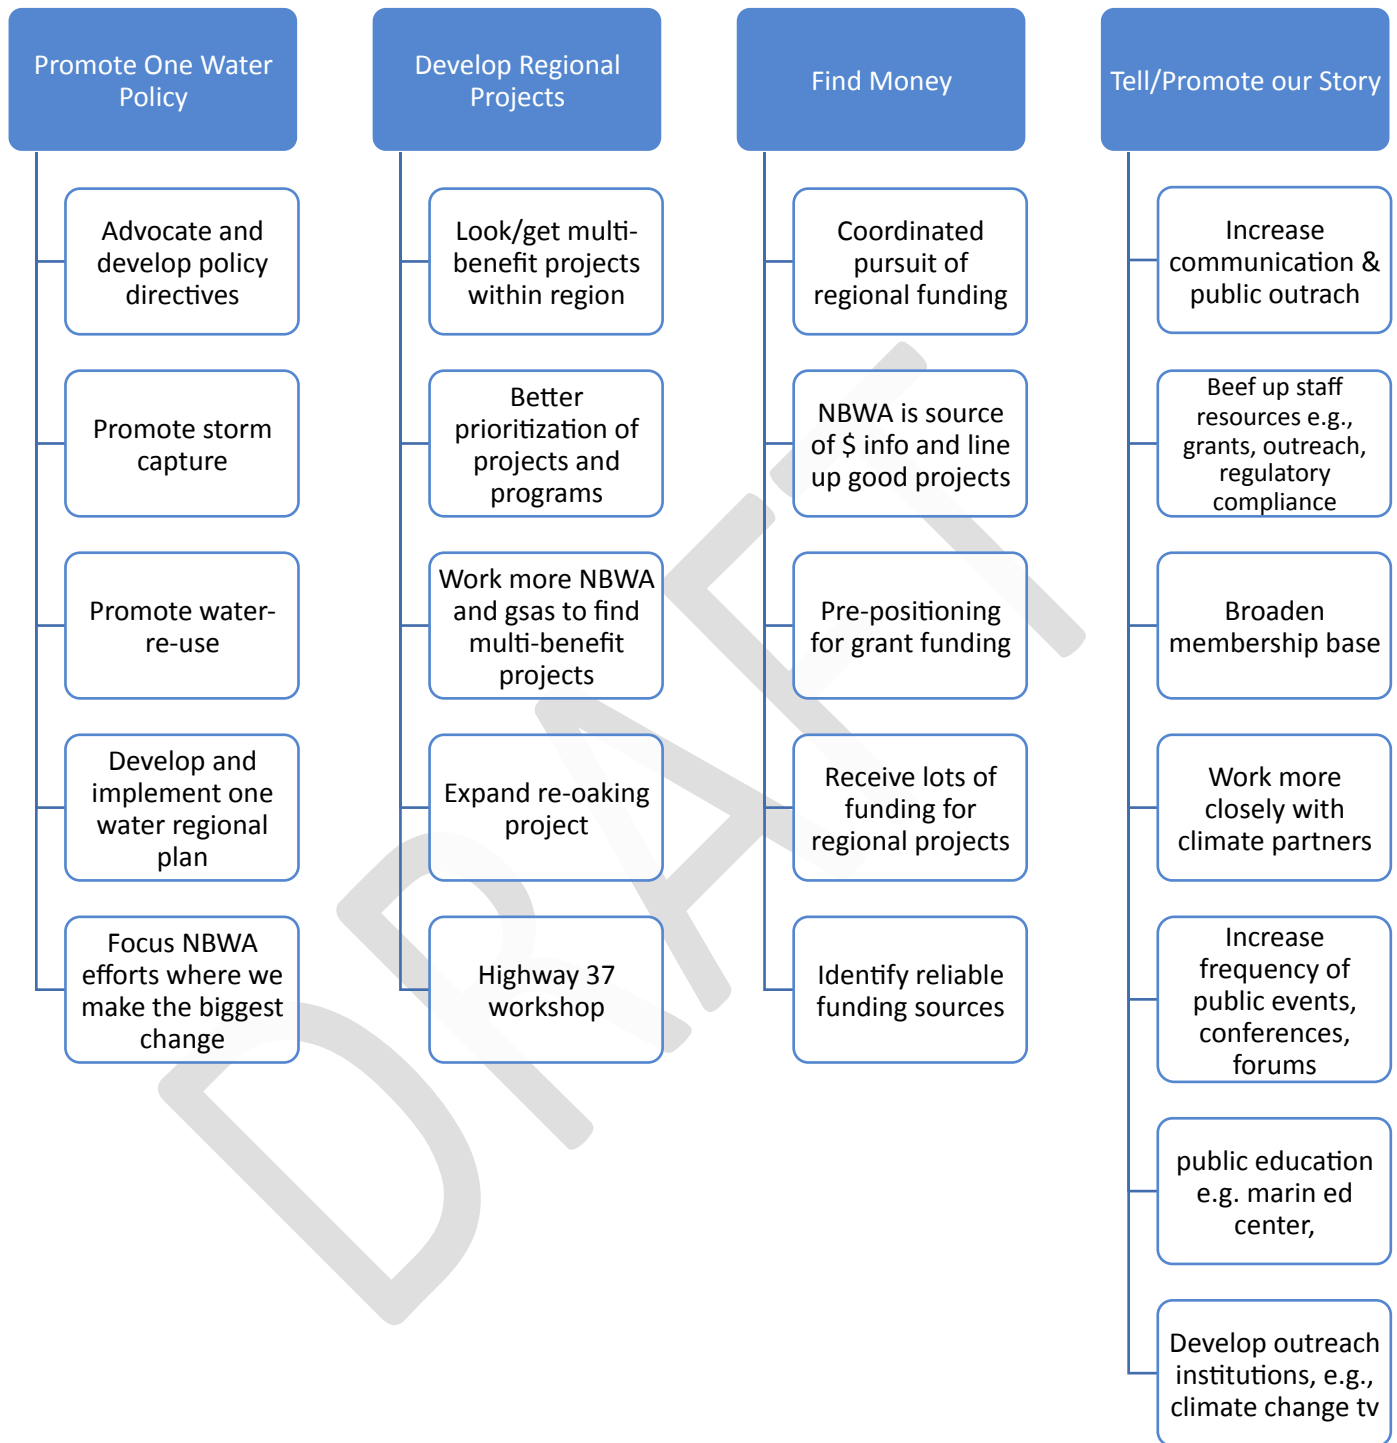 Promote One Water
Policy
Advocate and
develop policy
directives
Promote storm
capture
Promote water-
re-use
Develop and
implement one
water regional
plan
Focus NBWA
efforts where we
make the biggest
change
Develop Regional
Projects
Look/get multi-
benefit projects
within region
Better
prioritization of
projects and
programs
Work more NBWA
and gsas to find
multi-benefit
projects
Expand re-oaking
project
Highway 37
workshop
Find Money
Coordinated
pursuit of
regional funding
NBWA is source
of $ info and line
up good projects
Pre-positioning
for grant funding
Receive lots of
funding for
regional projects
Identify reliable
funding sources
Tell/Promote our Story
Increase
communication &
public outrach
Beef up staff
resources e.g.,
grants, outreach,
regulatory
compliance
Broaden
membership base
Work more
closely with
climate partners
Increase
frequency of
public events,
conferences,
forums
public education
e.g. marin ed
center,
Develop outreach
institutions, e.g.,
climate change tv
DRAFT